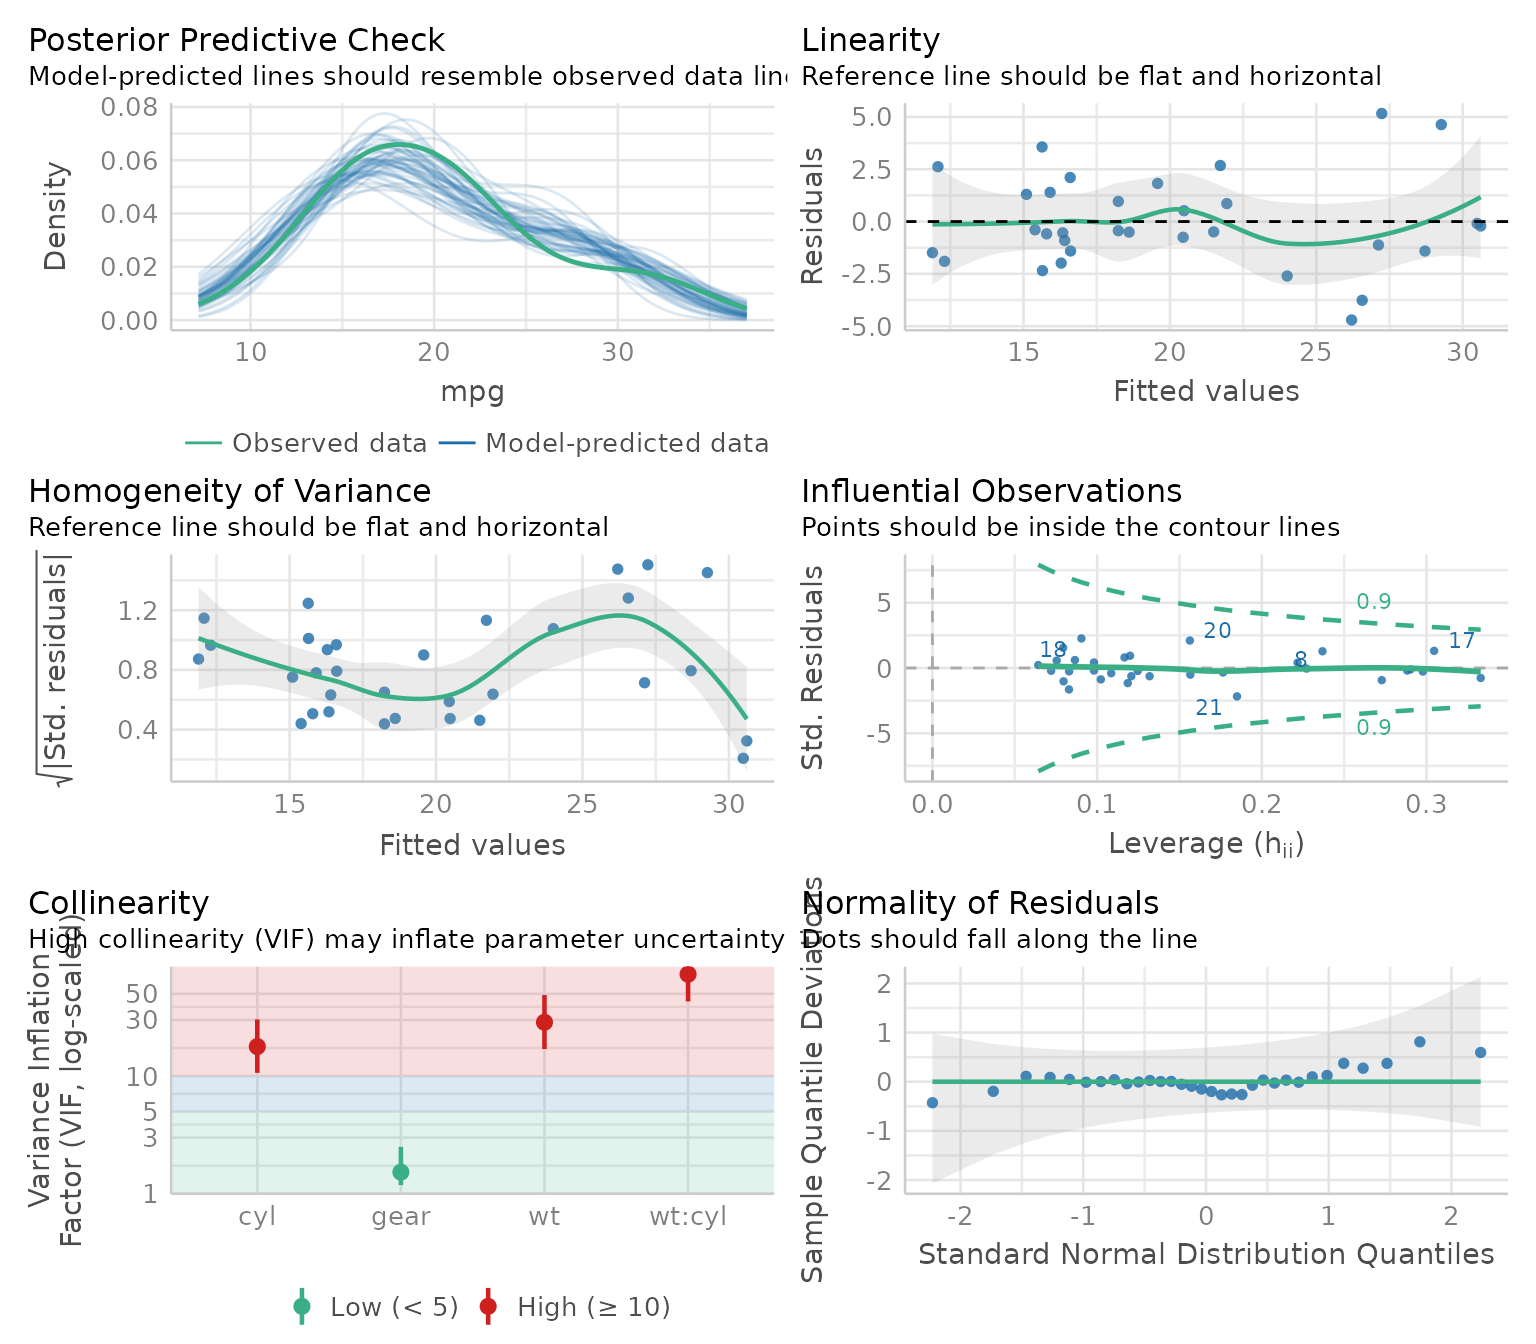 Posterior Predictive Check
Model-predicted lines should resemble observed data
0.08
0.06
0.04
0.02
0.00
Density
10
20
30
mpg
Observed data
Model-predicted data
Linearity
Reference line should be flat and horizontal
5.0
2.5
0.0
-2.5
-5.0
Residuals
15
20
25
30
Fitted values
Homogeneity of Variance
Reference line should be flat and horizontal
√|Std. residuals|
1.2
0.8
0.4
15
20
25
30
Fitted values
Influential Observations
Points should be inside the contour lines
Std. Residuals
5
0
-5
0.9
20
17
18
8
21
0.9
0.0
0.1
0.2
0.3
Leverage (hii)
Collinearity
High collinearity (VIF) may inflate parameter uncertainty
Variance Inflation
Factor (VIF, log-scaled)
50
30
10
5
3
1
cyl
gear
wt
wt:cyl
Low (< 5)
High (≥ 10)
Normality of Residuals
Dots should fall along the line
Sample Quantile Deviations
2
1
0
-1
-2
-2
-1
0
1
2
Standard Normal Distribution Quantiles